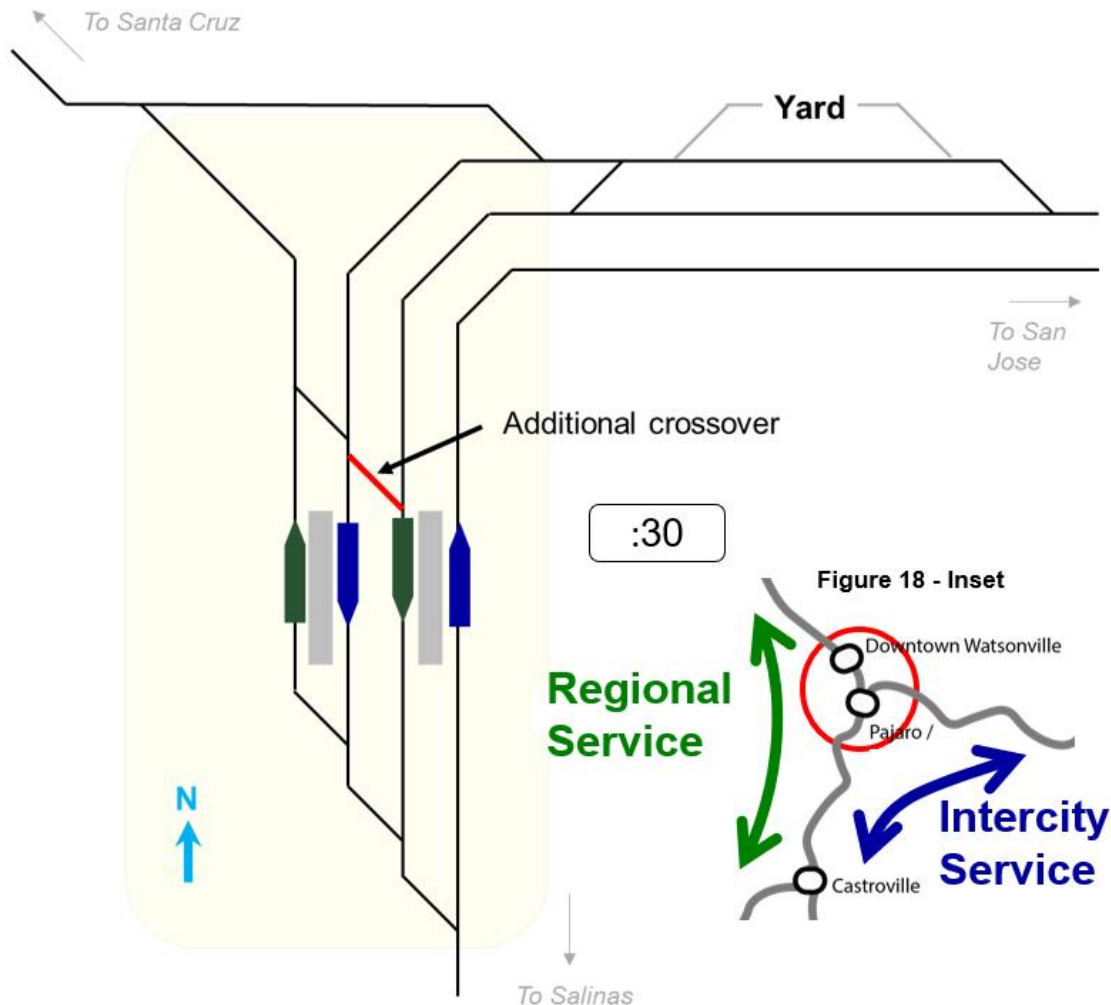 To Santa Cruz
Yard
To San
Jose
Additional crossover
:30
Figure 18 - Inset
Downtown Watsonville
Regional
Service
Pajaro /
Intercity
Service
Castroville
N
To Salinas